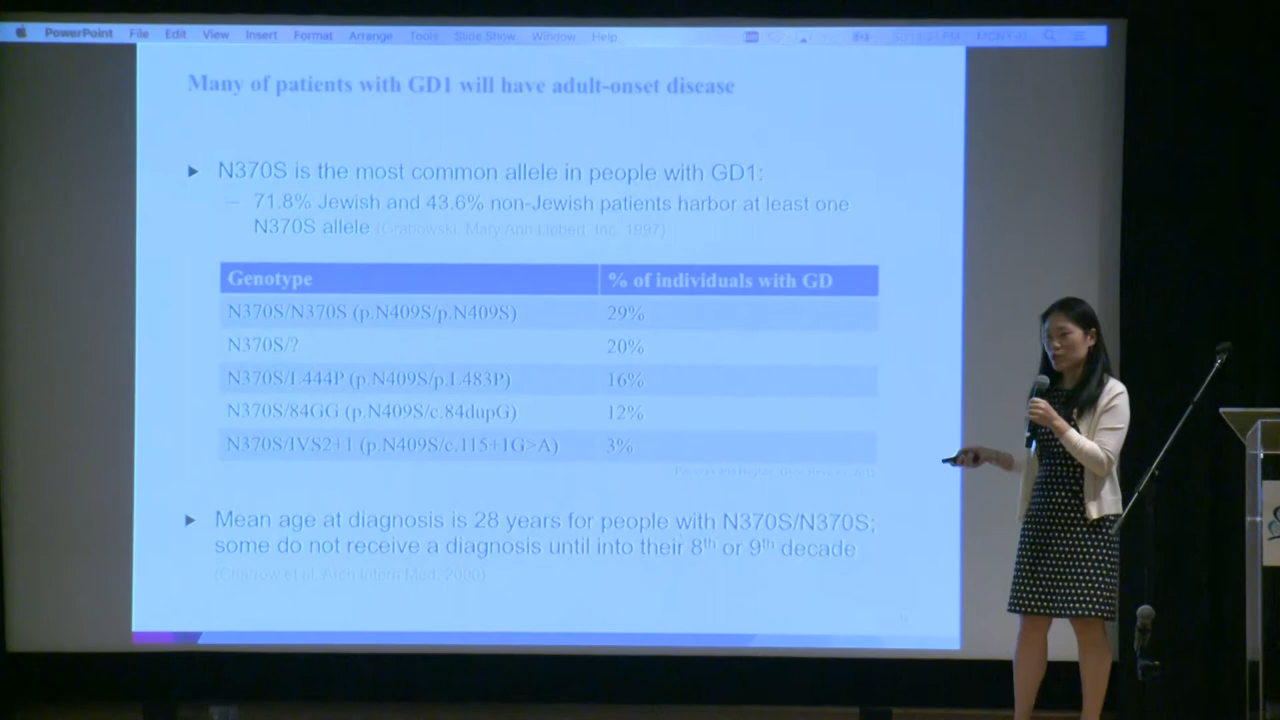 PowerPoint File Edit View Insert Format Arrange Tools Slide Show Window Help
Many of patients with GD1 will have adult-onset disease
N370S is the most common allele in people with GD1:
– 71.8% Jewish and 43.6% non-Jewish patients harbor at least one
N370S allele (Grabowski, Mary Ann Liebert, Inc. 1997)
Genotype % of individuals with GD
N370S/N370S (p.N409S/p.N409S) 29%
N370S/? 20%
N370S/L444P (p.N409S/p.L483P) 16%
N370S/84GG (p.N409S/c.84dupG) 12%
N370S/IVS2+1 (p.N409S/c.115+1G>A) 3%
Mean age at diagnosis is 28 years for people with N370S/N370S;
some do not receive a diagnosis until into their 8th or 9th decade
(Charrow et al, Arch Intern Med. 2000)